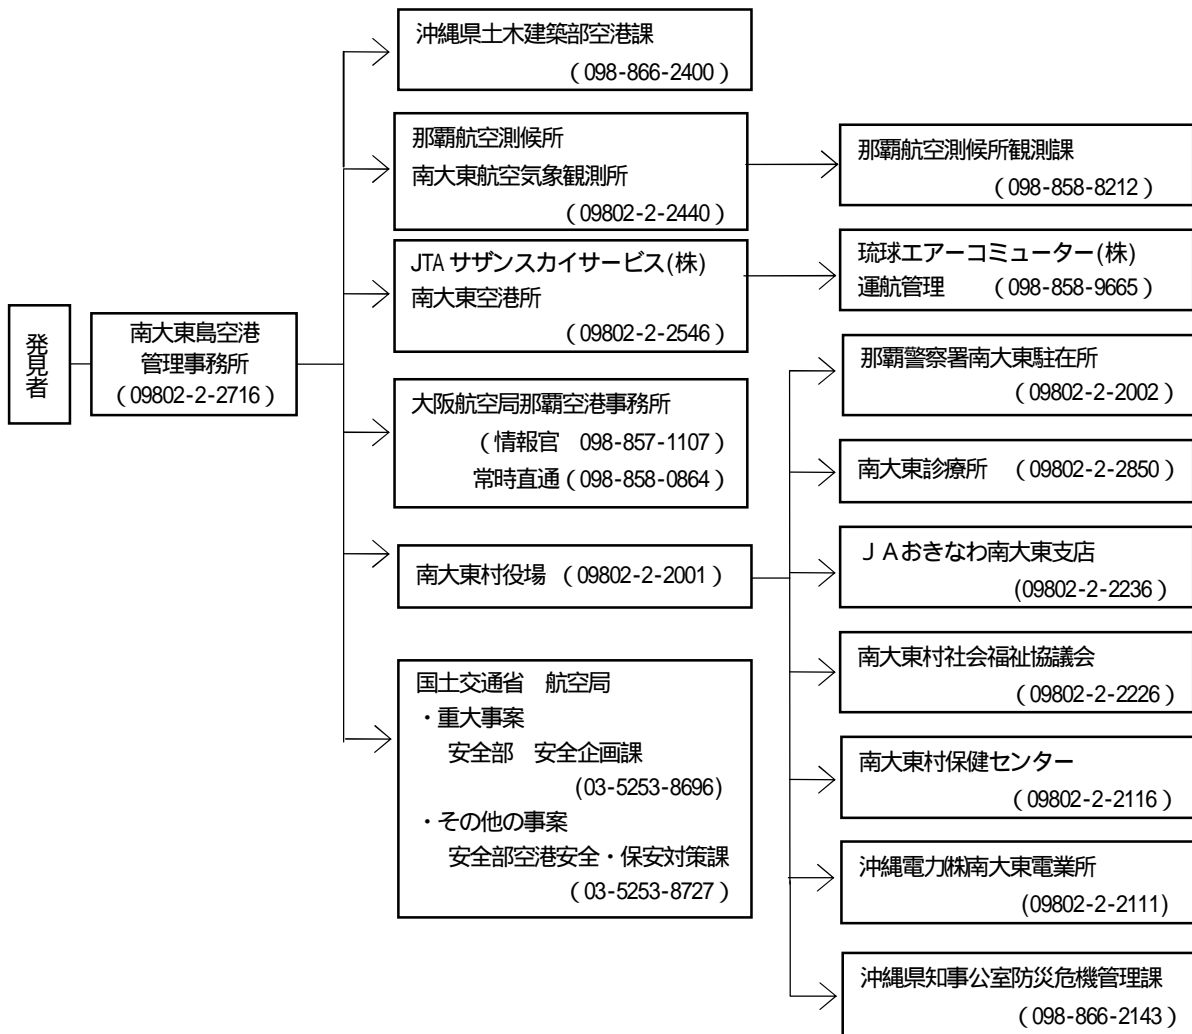 発見者
南大東島空港
管理事務所
（09802-2-2716）
沖縄県土木建築部空港課
（098-866-2400）
那覇航空測候所
南大東航空気象観測所
（09802-2-2440）
JTA サザンスカイサービス(株)
南大東空港所
（09802-2-2546）
大阪航空局那覇空港事務所
（情報官　098-857-1107）
常時直通（098-858-0864）
南大東村役場　（09802-2-2001）
国土交通省　航空局
・重大事案
安全部　安全企画課
(03-5253-8696)
・その他の事案
安全部空港安全・保安対策課
（03-5253-8727）
那覇航空測候所観測課
（098-858-8212）
琉球エアーコミューター(株)
運航管理　（098-858-9665）
那覇警察署南大東駐在所
（09802-2-2002）
南大東診療所　（09802-2-2850）
ＪＡおきなわ南大東支店
(09802-2-2236）
南大東村社会福祉協議会
（09802-2-2226）
南大東村保健センター
（09802-2-2116）
沖縄電力㈱南大東電業所
(09802-2-2111)
沖縄県知事公室防災危機管理課
（098-866-2143）